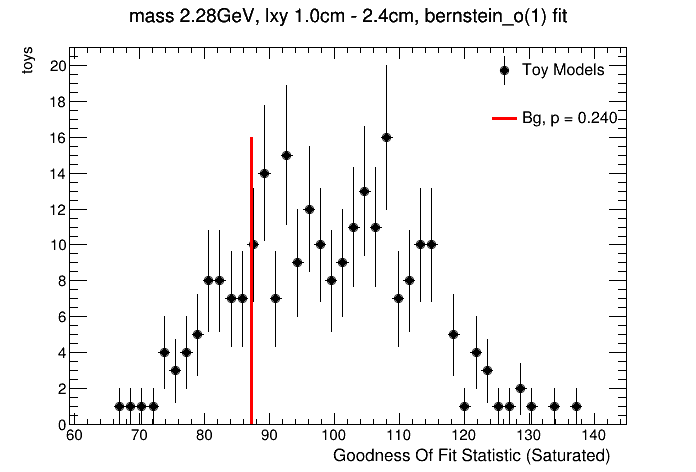 mass 2.28GeV, lxy 1.0cm - 2.4cm, bernstein_o(1) fit
toys
Toy Models
Bg, p = 0.240
20
18
16
14
12
10
8
6
4
2
0
60 70 80 90 100 110 120 130 140
Goodness Of Fit Statistic (Saturated)